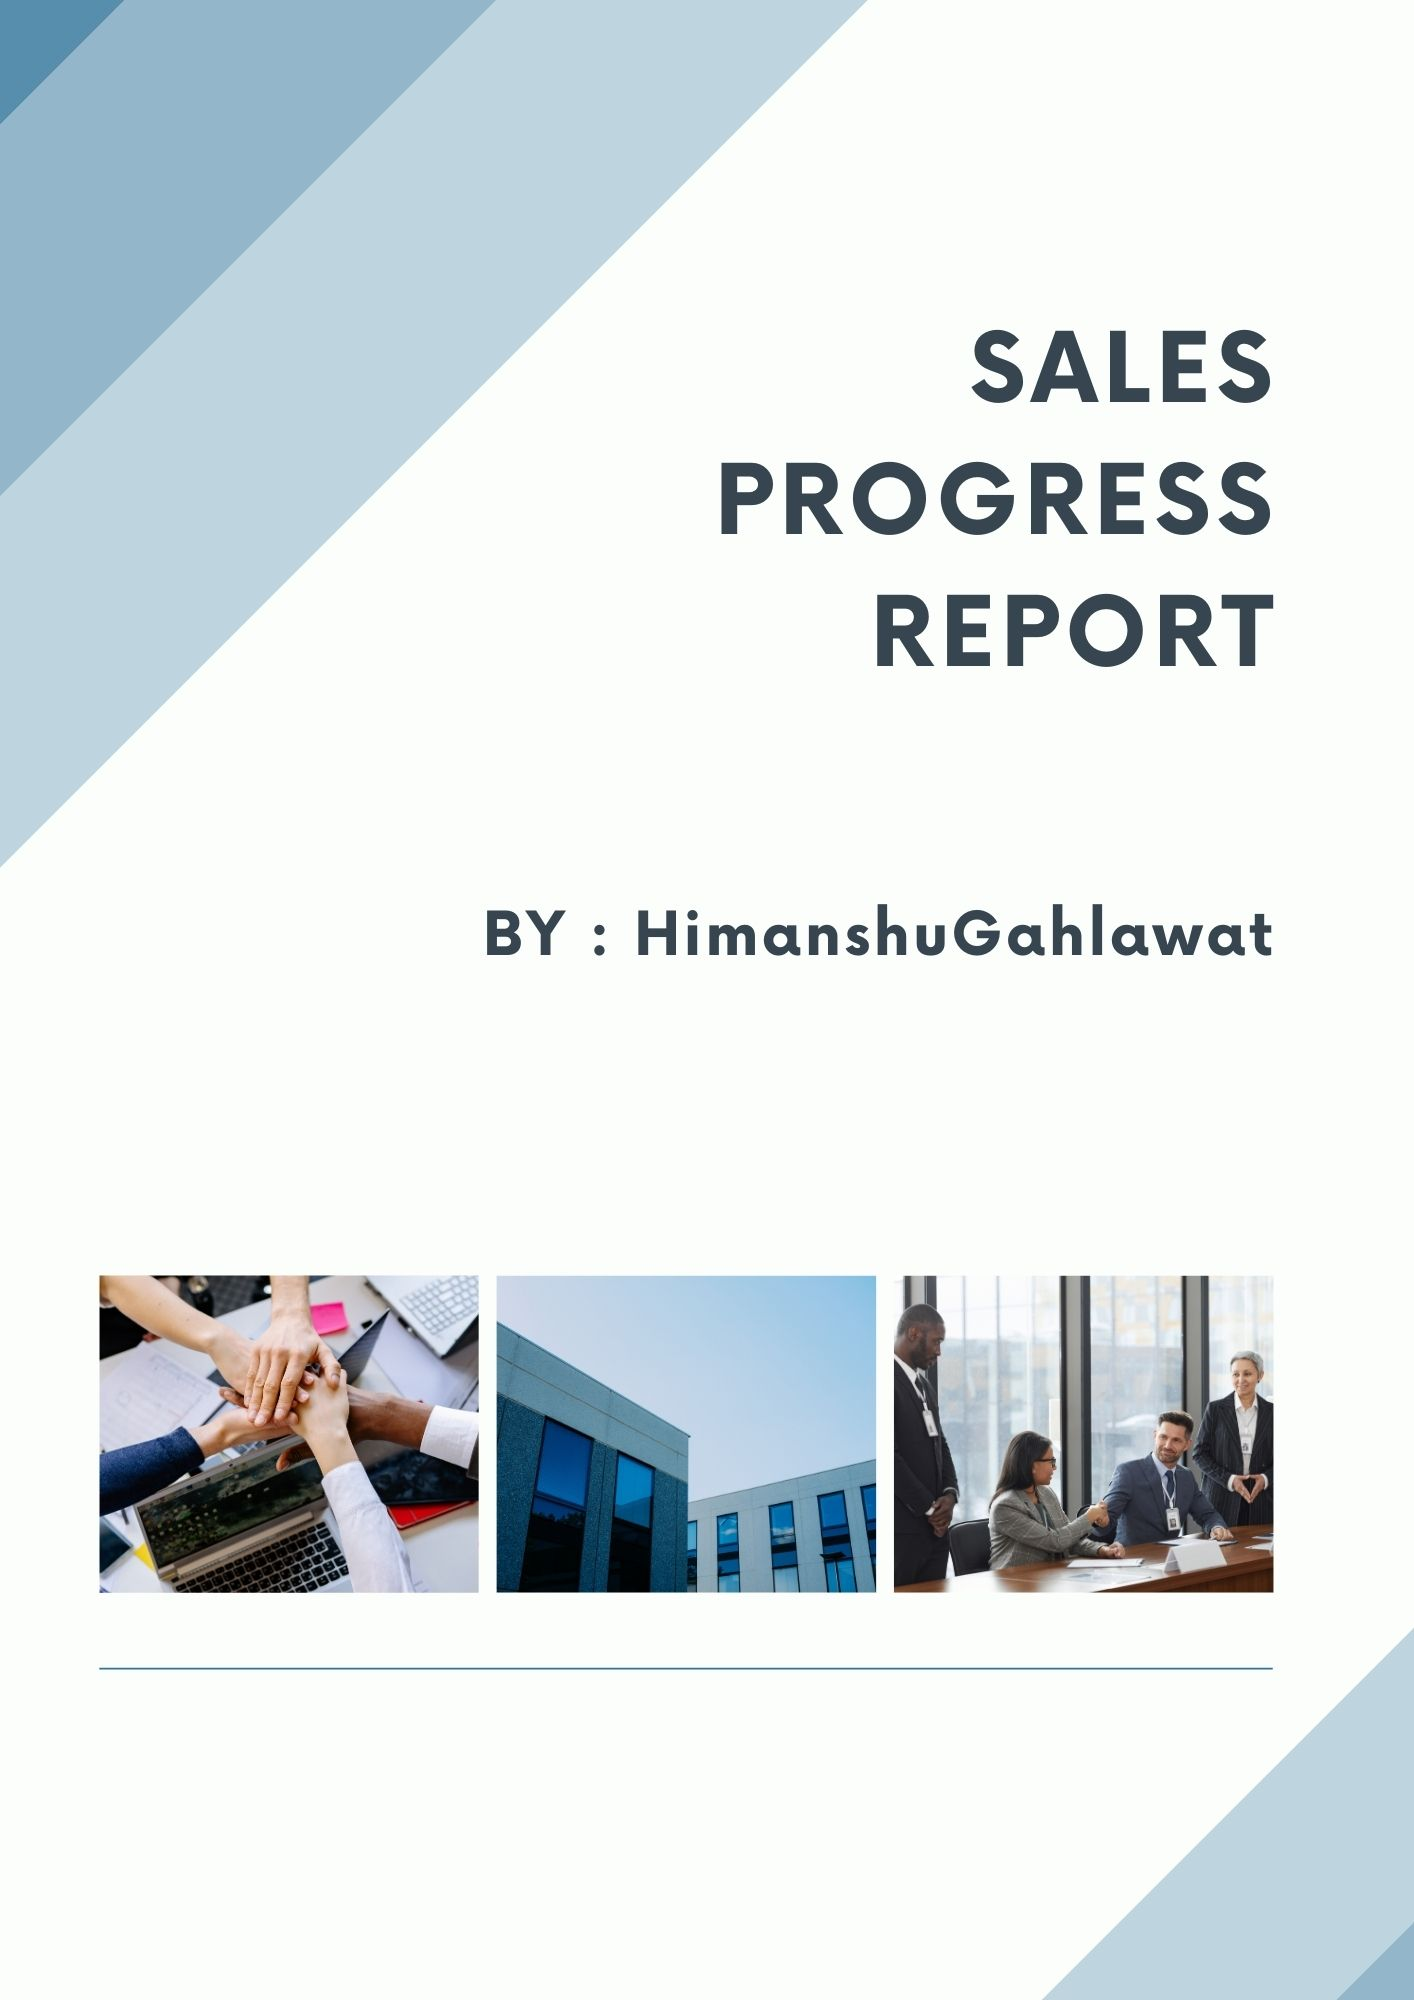 SALES
PROGRESS
REPORT
BY : HimanshuGahlawat